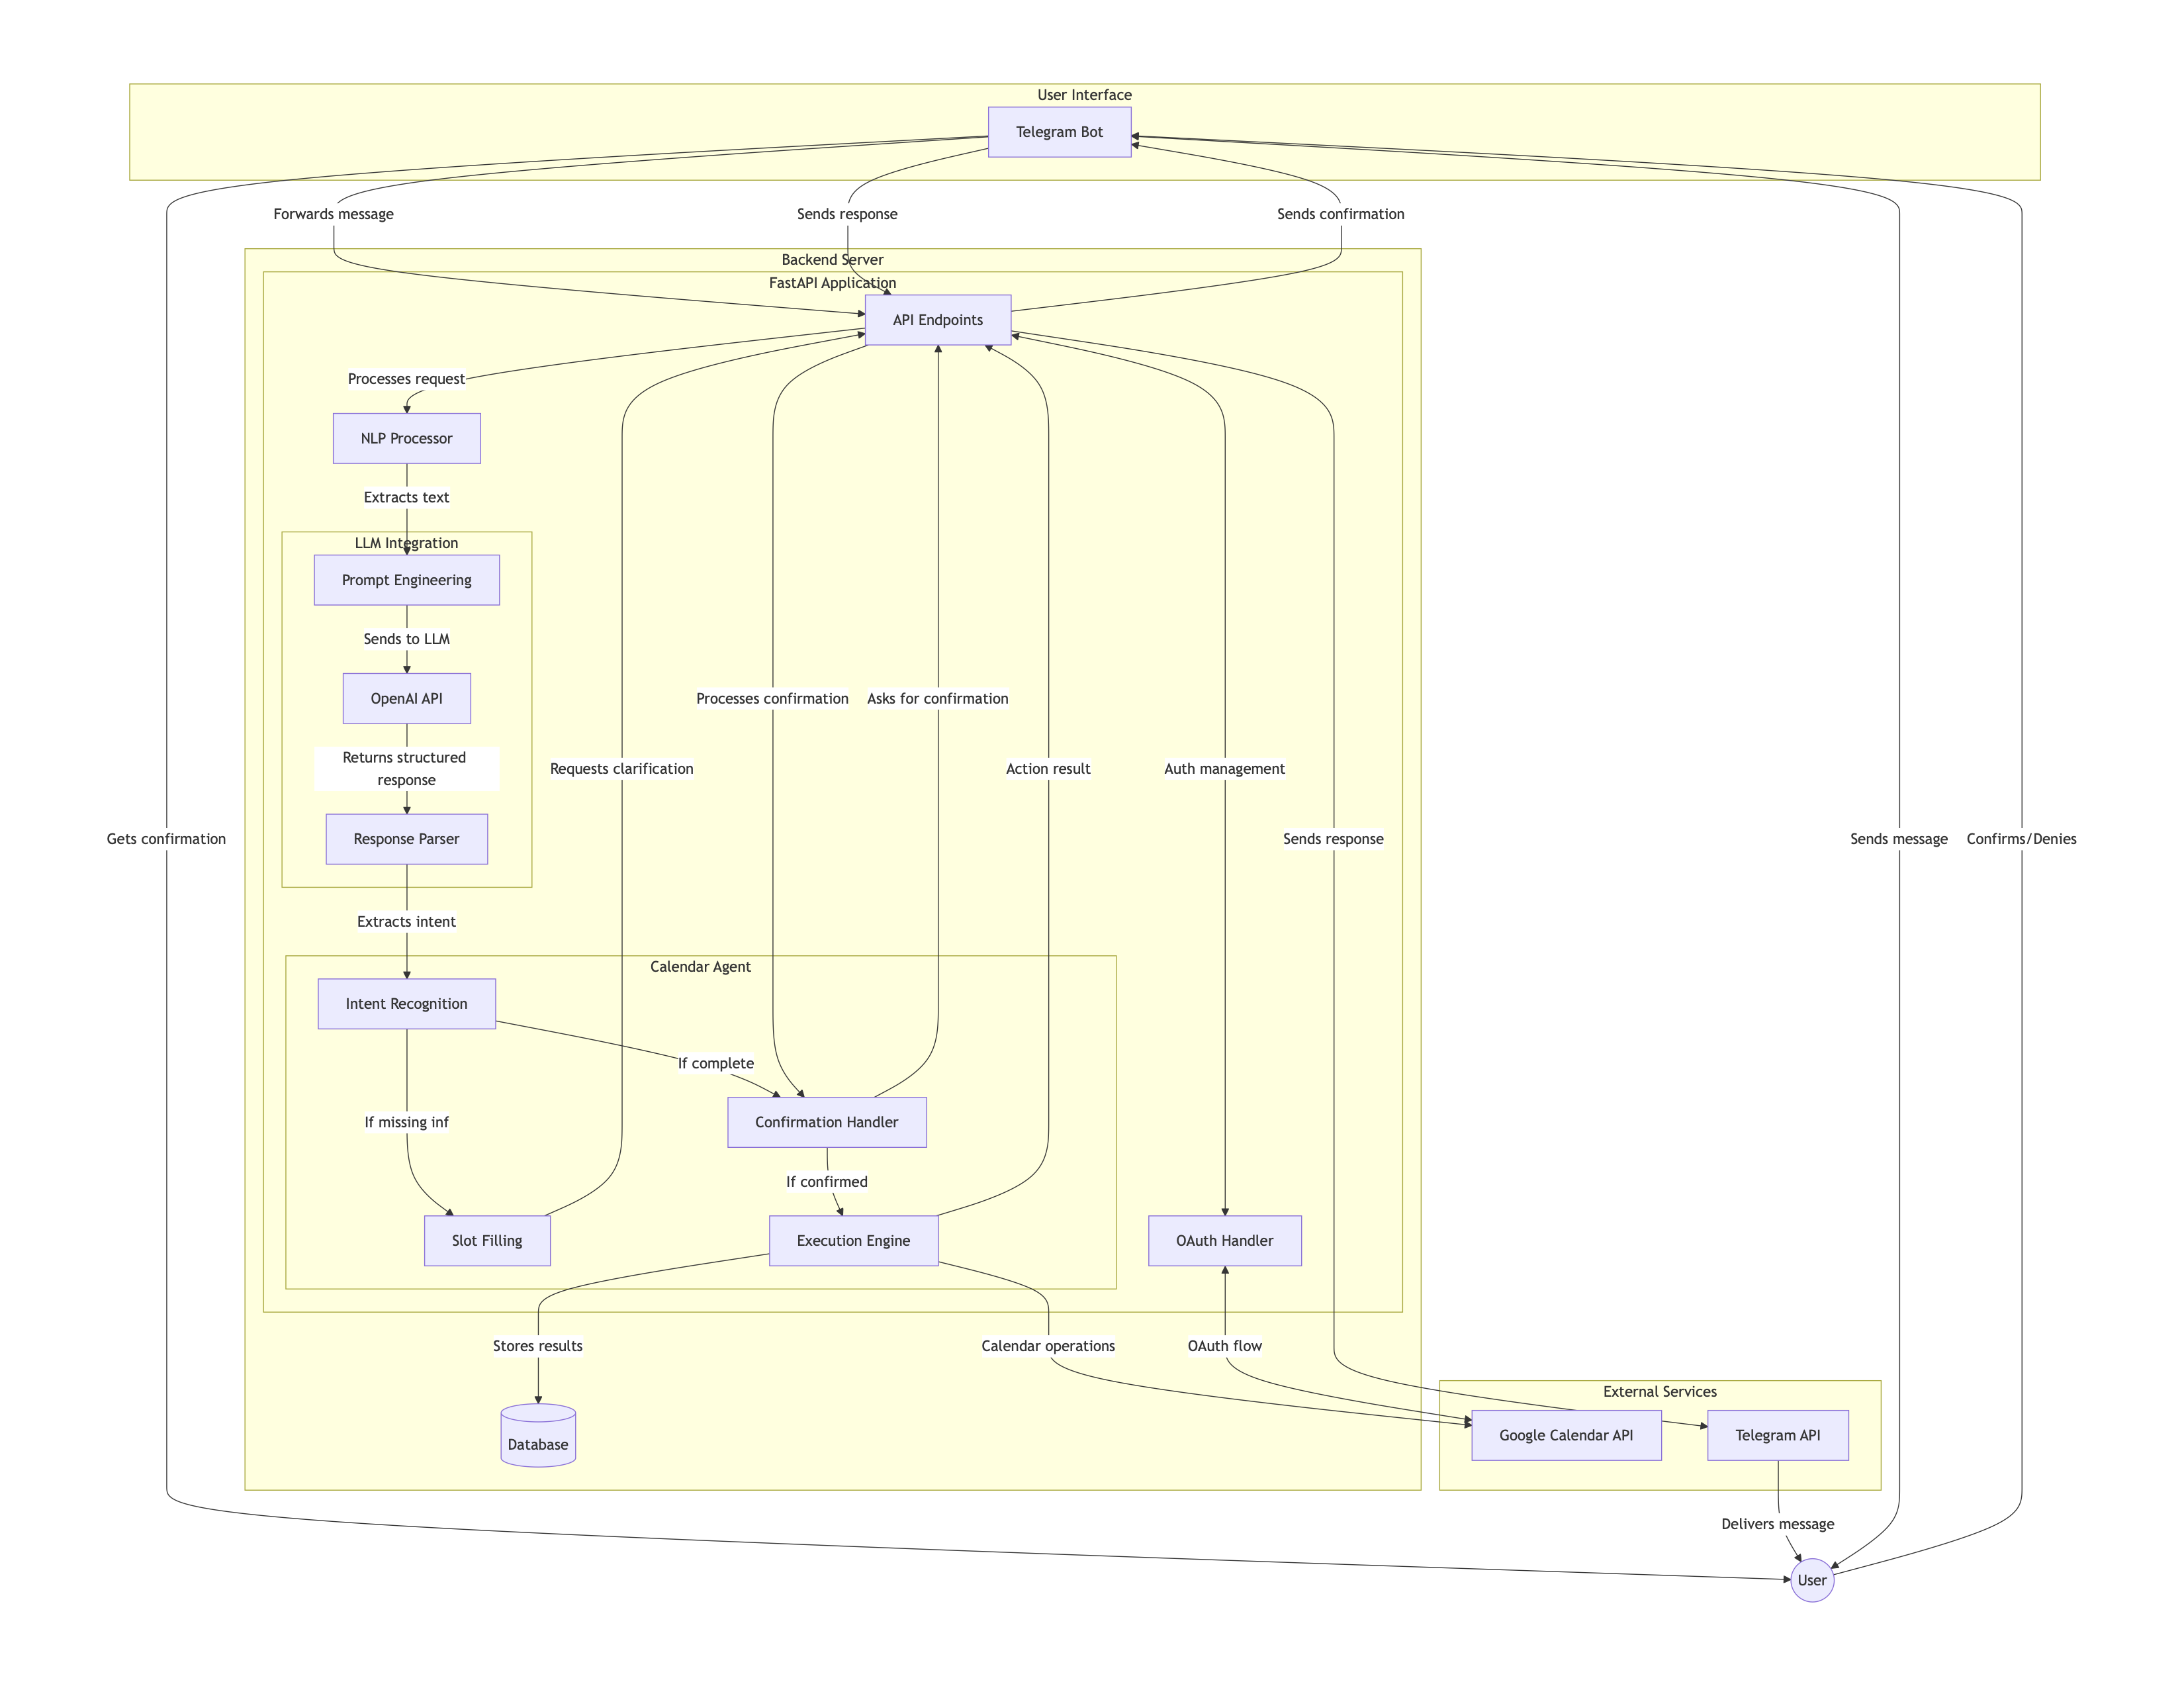 User Interface
Telegram Bot
Forwards message
Sends response
Sends confirmation
Backend Server
FastAPI Application
API Endpoints
Processes request
NLP Processor
Extracts text
LLM Integration
Prompt Engineering
Sends to LLM
OpenAI API
Processes confirmation
Asks for confirmation
Returns structured
response
Requests clarification
Action result
Auth management
Gets confirmation
Response Parser
Sends response
Sends message
Confirms/Denies
Extracts intent
Calendar Agent
Intent Recognition
If complete
If missing inf
Confirmation Handler
If confirmed
Slot Filling
Execution Engine
OAuth Handler
Stores results
Calendar operations
OAuth flow
External Services
Database
Google Calendar API
Telegram API
Delivers message
User